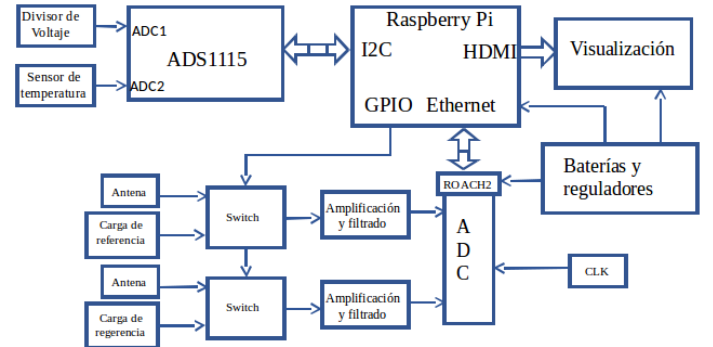 Divisor de
Voltaje
ADC1
ADS1115
Sensor de
temperatura
ADC2
Raspberry Pi
I2C
HDMI
GPIO Ethernet
Visualización
Baterías y
reguladores
ROACH2
A
D
C
CLK
Antena
Carga de
referencia
Switch
Amplificación
y filtrado
Antena
Carga de
regerencia
Switch
Amplificación
y filtrado